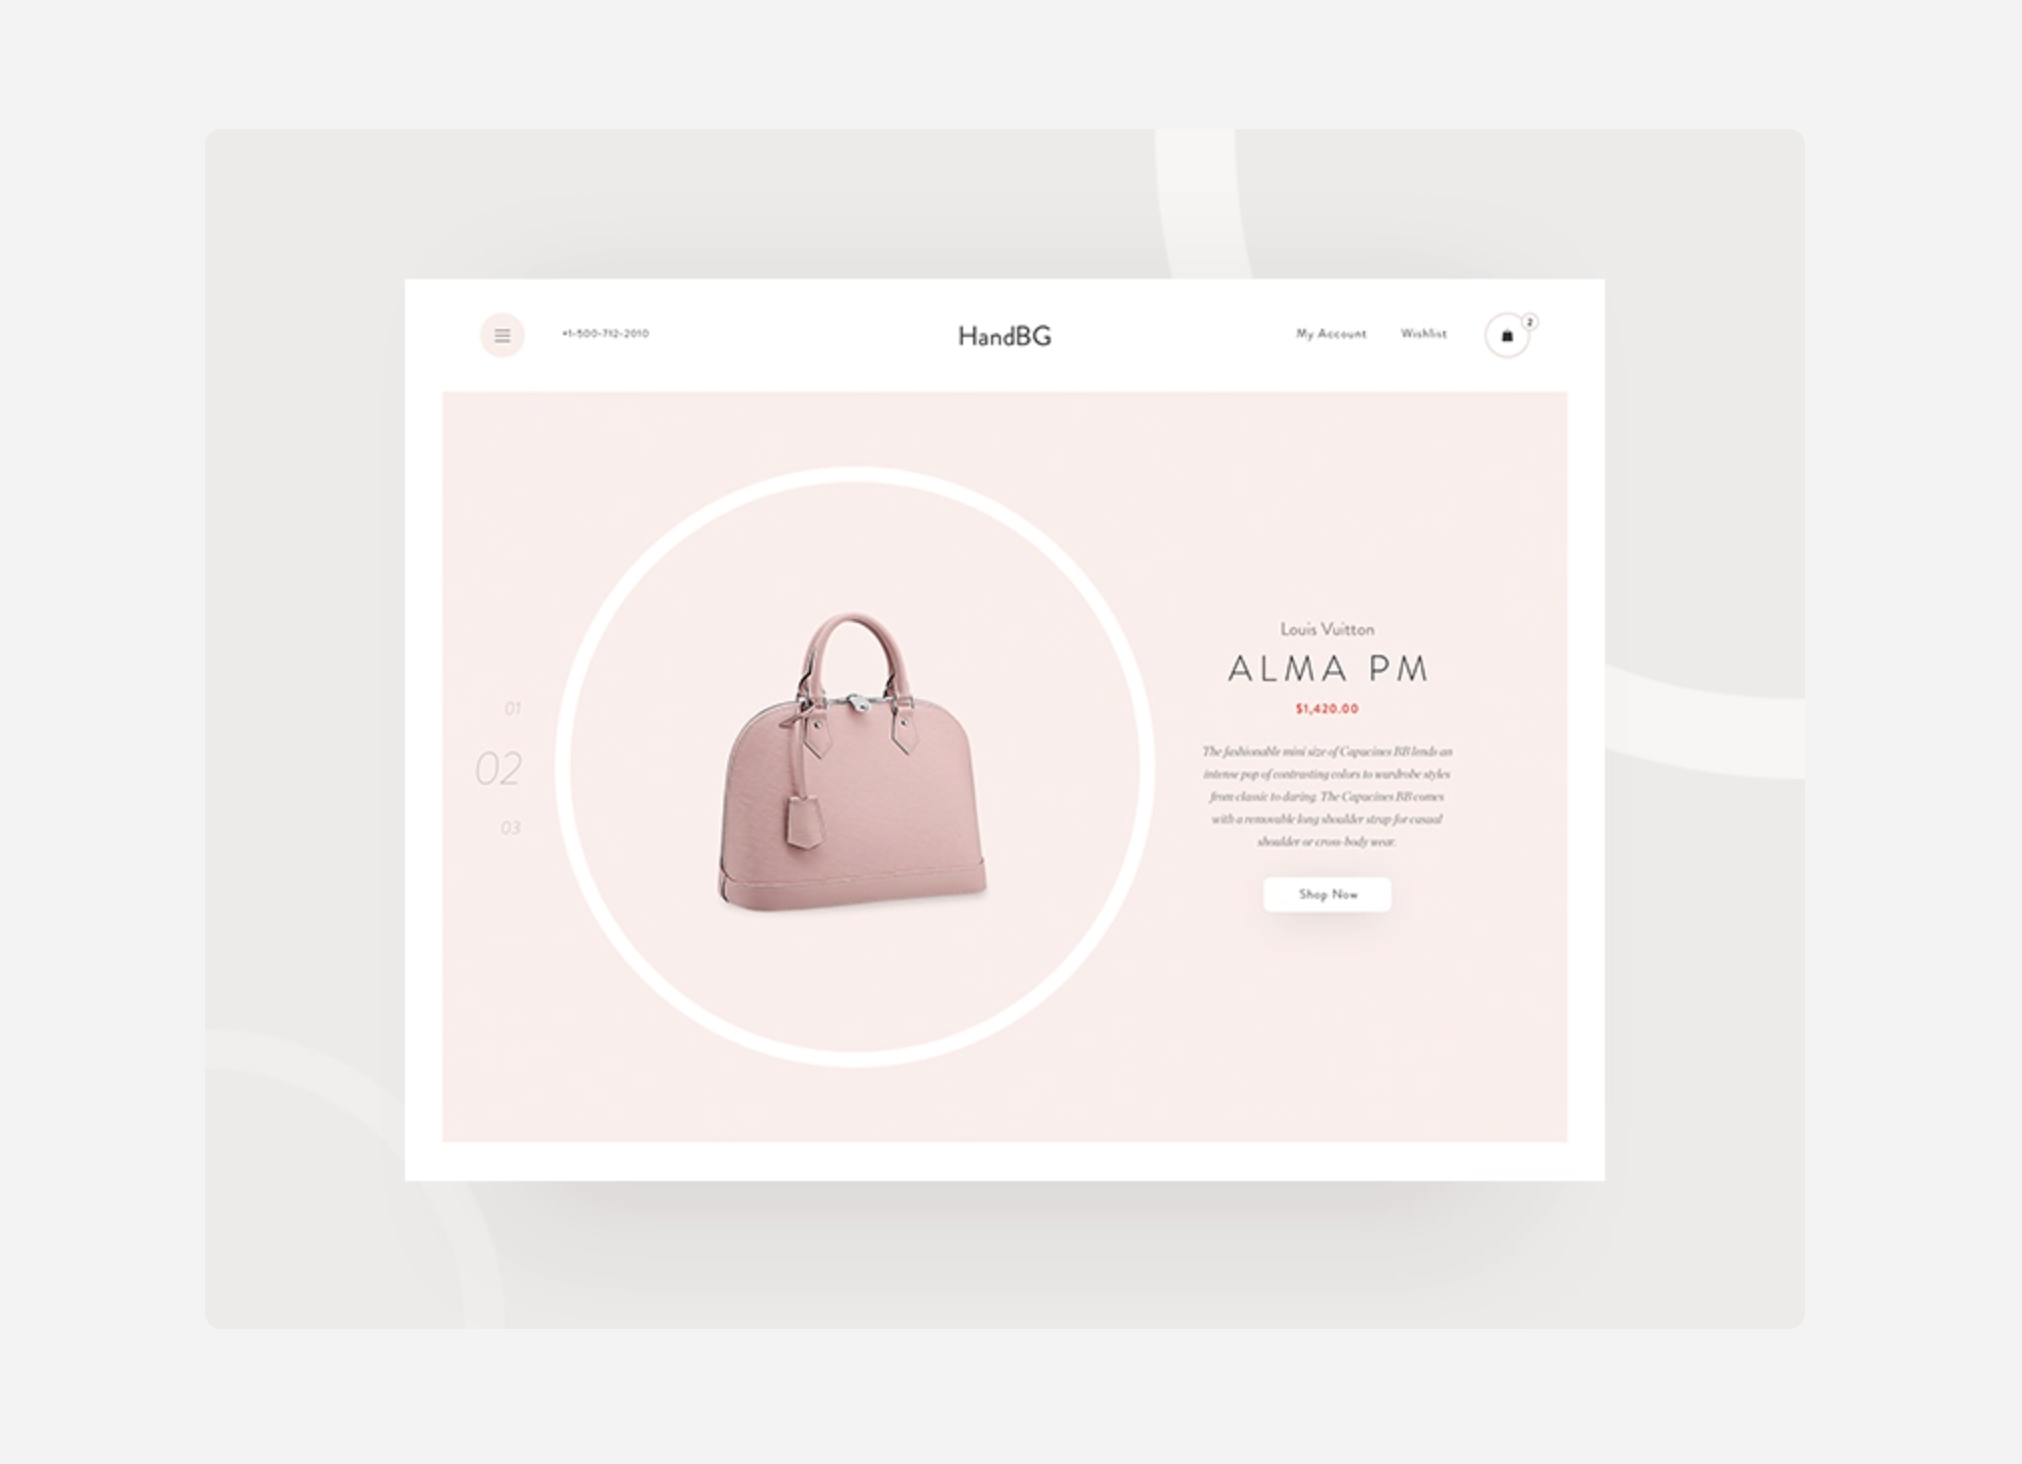 +1-500-712-2010
HandBG
My Account
Wishlist
2
01
02
03
Louis Vuitton
ALMA PM
$1,420.00
The fashionable mini size of Capucines BB lends an
intense pop of contrasting colors to wardrobe styles
from classic to daring. The Capucines BB comes
with a removable long shoulder strap for casual
shoulder or cross-body wear.
Shop Now